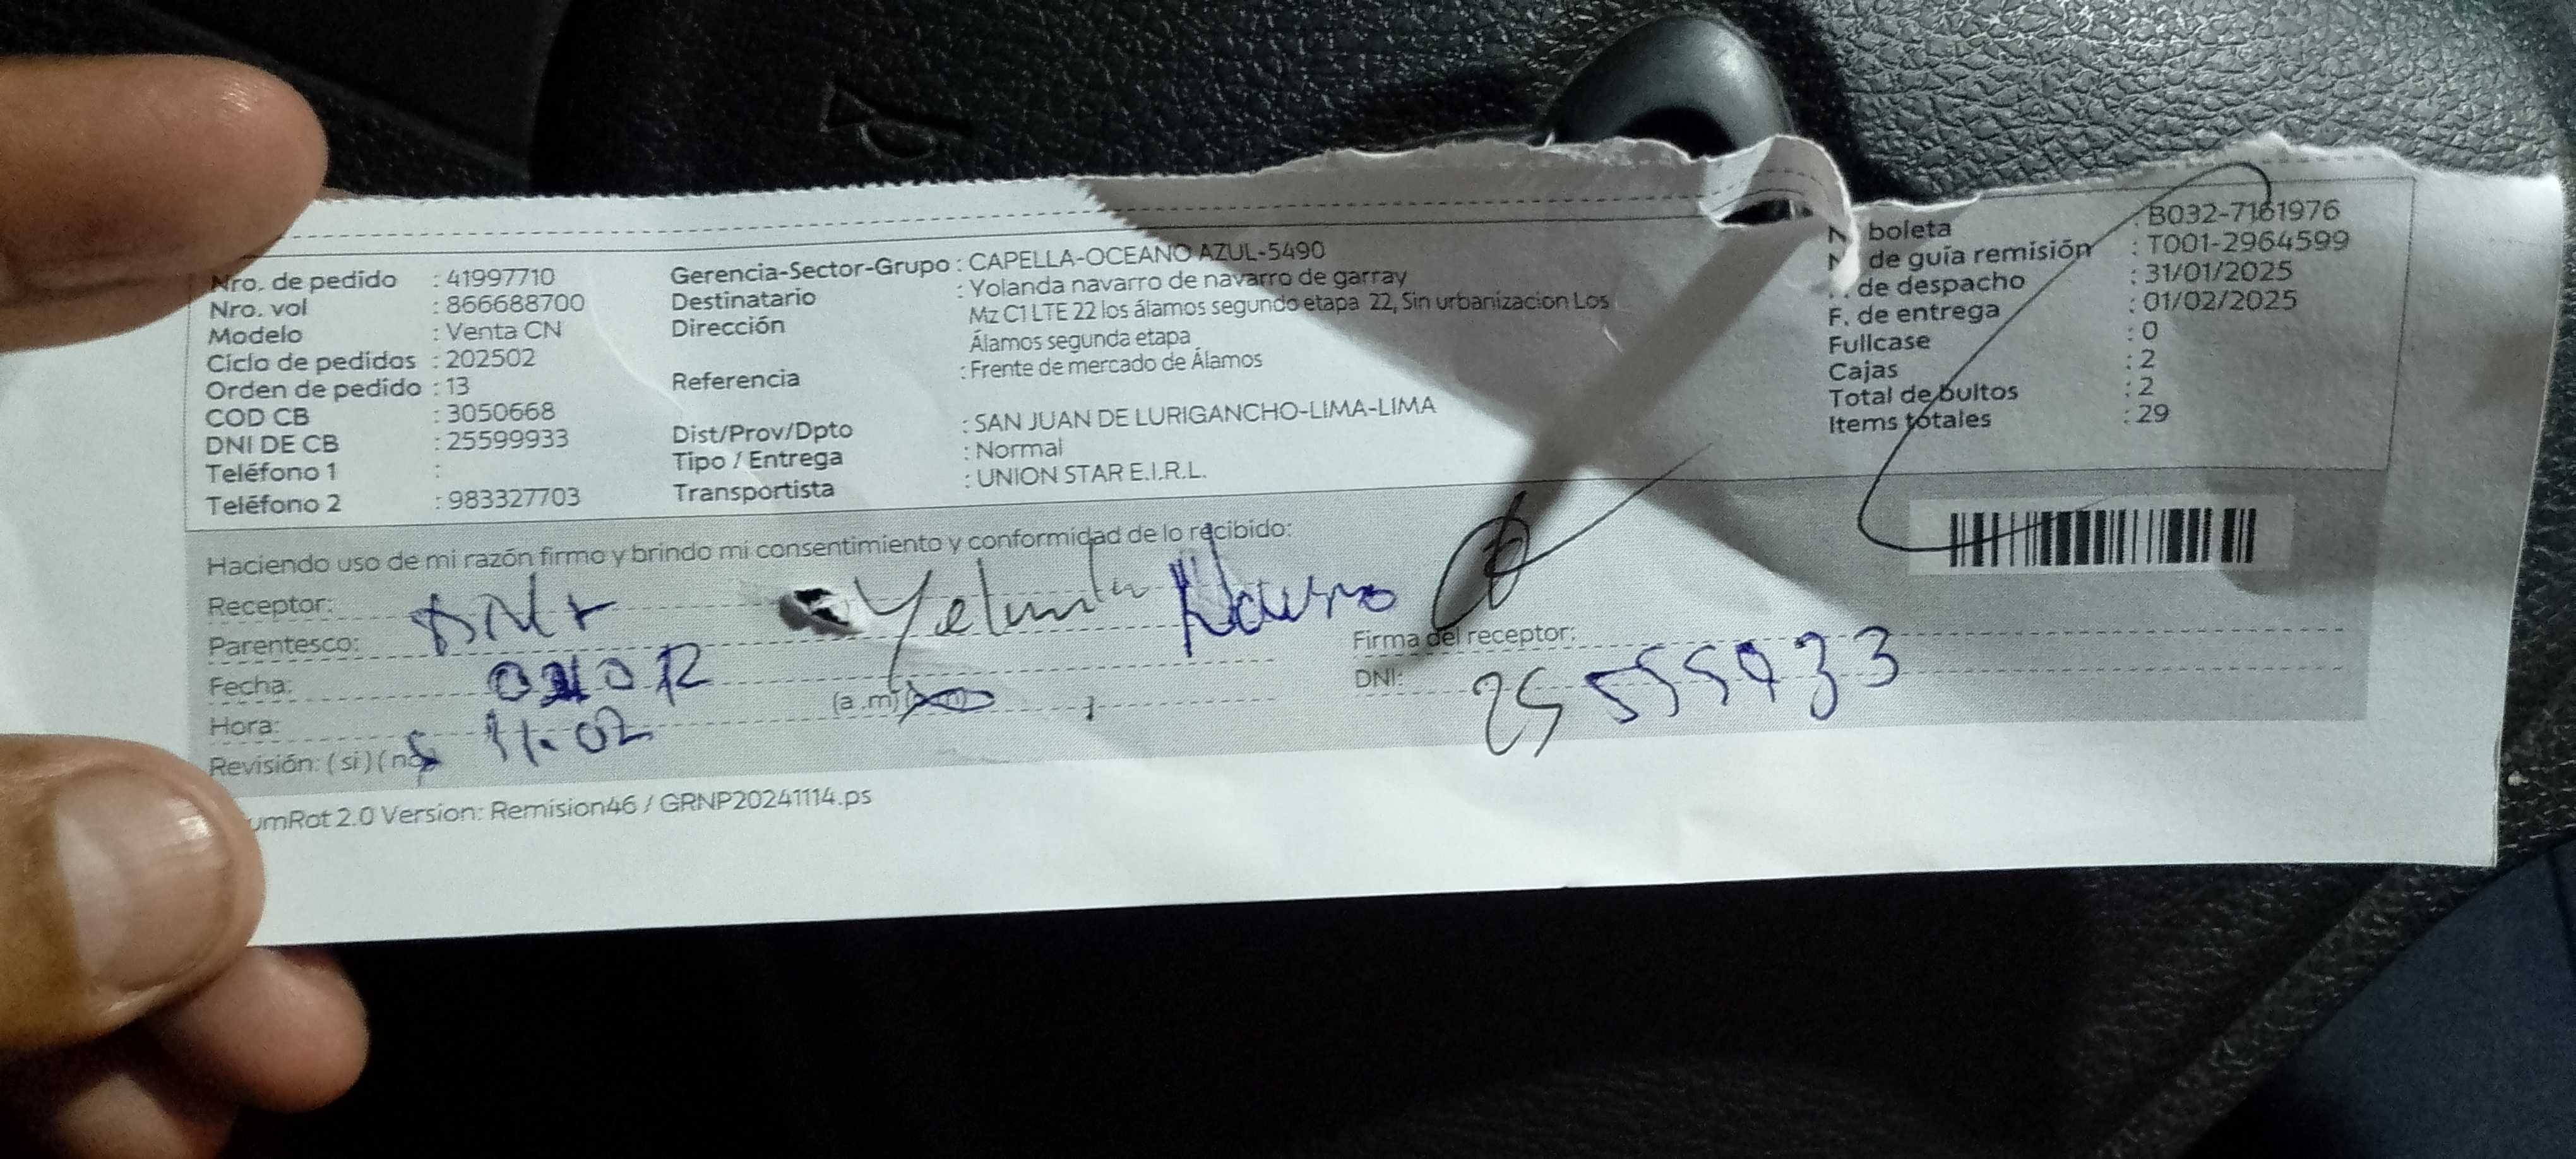 Nro. de pedido : 41997710
Nro. vol : 866688700
Modelo : Venta CN
Ciclo de pedidos : 202502
Orden de pedido : 13
COD CB : 3050668
DNI DE CB : 25599933
Teléfono 1 :
Teléfono 2 : 983327703
Gerencia-Sector-Grupo : CAPELLA-OCEANO AZUL-5490
Destinatario : Yolanda navarro de navarro de garray
Dirección Mz C1 LTE 22 los álamos segundo etapa 22, Sin urbanizacion Los
Álamos segunda etapa
Referencia : Frente de mercado de Álamos
Dist/Prov/Dpto : SAN JUAN DE LURIGANCHO-LIMA-LIMA
Tipo / Entrega : Normal
Transportista : UNION STAR E.I.R.L.
boleta : B032-7161976
de guía remisión : T001-2964599
de despacho : 31/01/2025
F. de entrega : 01/02/2025
Fullcase : 0
Cajas : 2
Total de bultos : 2
Items totales : 29
Haciendo uso de mi razón firmo y brindo mi consentimiento y conformidad de lo recibido:
Receptor:
Parentesco:
Fecha:
Hora: 11:02 (a.m)
Revisión: (si) (no
Firma del receptor:
DNI:
umRot 2.0 Version: Remision46 / GRNP20241114.ps